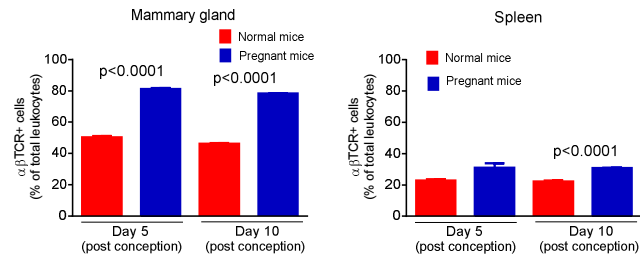 Mammary gland
Normal mice
Pregnant mice
αβTCR+ cells
(% of total leukocytes)
100
80
60
40
20
0
p<0.0001
p<0.0001
Day 5
(post conception)
Day 10
(post conception)
Spleen
Normal mice
Pregnant mice
αβTCR+ cells
(% of total leukocytes)
100
80
60
40
20
0
p<0.0001
Day 5
(post conception)
Day 10
(post conception)